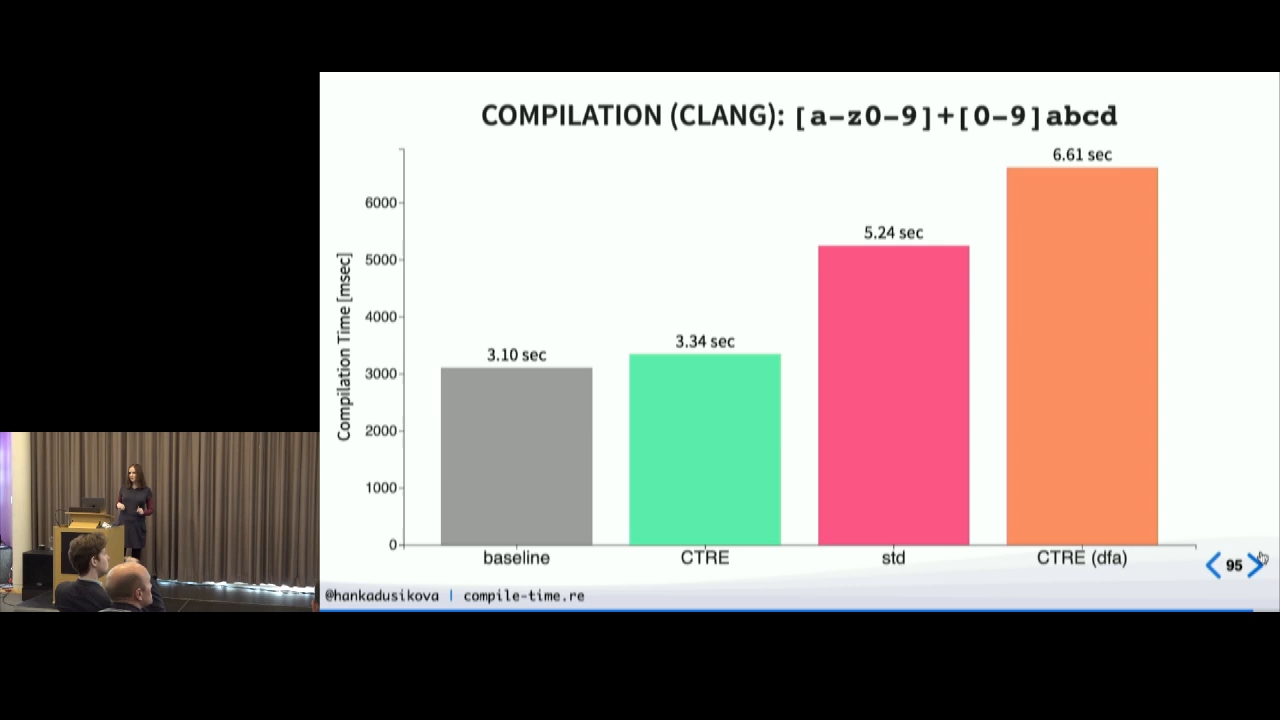 COMPILATION (CLANG): [a-z0-9]+[0-9]abcd
Compilation Time [msec]
6000
5000
4000
3000
2000
1000
0
3.10 sec
3.34 sec
5.24 sec
6.61 sec
baseline
CTRE
std
CTRE (dfa)
95
@hankadusikova | compile-time.re